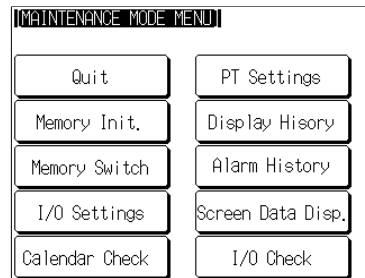 [MAINTENANCE MODE MENU]
Quit
PT Settings
Memory Init.
Display Hisory
Memory Switch
Alarm History
I/O Settings
Screen Data Disp.
Calendar Check
I/O Check